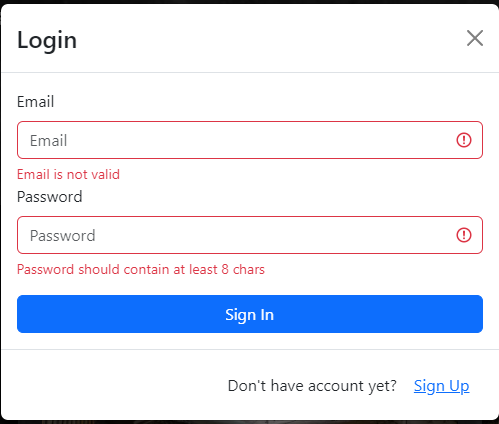 Login
Email
Email
Email is not valid
Password
Password
Password should contain at least 8 chars
Sign In
Don't have account yet? Sign Up